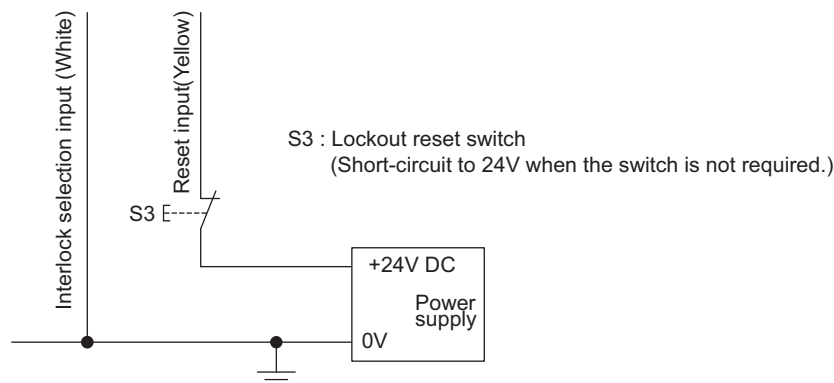 Interlock selection input (White)
Reset input(Yellow)
S3 : Lockout reset switch
(Short-circuit to 24V when the switch is not required.)
S3
+24V DC
Power
supply
0V